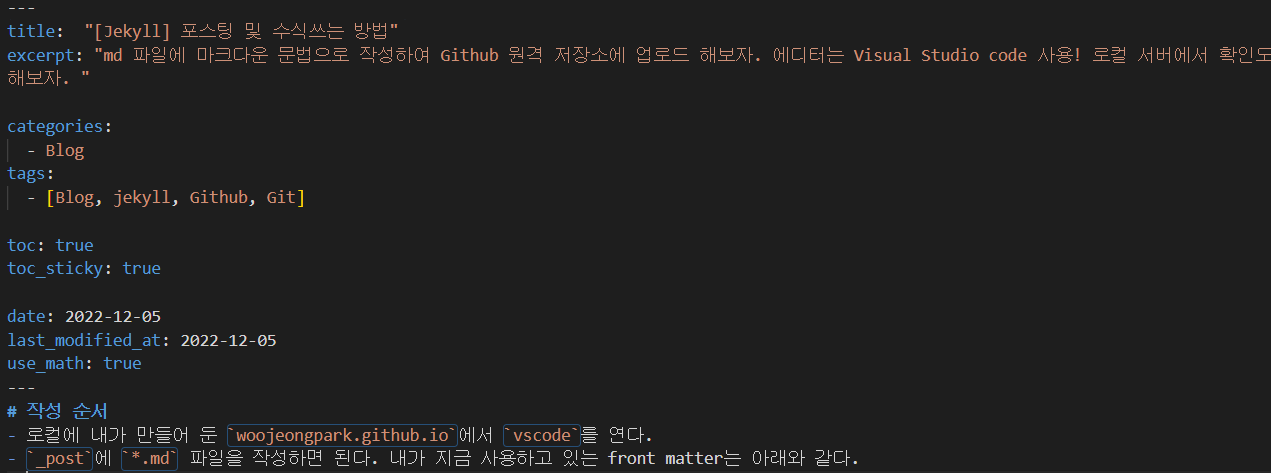 ---
title:  "[Jekyll] 포스팅 및 수식쓰는 방법"
excerpt: "md 파일에 마크다운 문법으로 작성하여 Github 원격 저장소에 업로드 해보자. 에디터는 Visual Studio code 사용! 로컬 서버에서 확인도
해보자. "
categories:
  - Blog
tags:
  - [Blog, jekyll, Github, Git]
toc: true
toc_sticky: true
date: 2022-12-05
last_modified_at: 2022-12-05
use_math: true
---
# 작성 순서
- 로컬에 내가 만들어 둔 `woojeongpark.github.io`에서 `vscode`를 연다.
- `_post`에 `*.md` 파일을 작성하면 된다. 내가 지금 사용하고 있는 front matter는 아래와 같다.